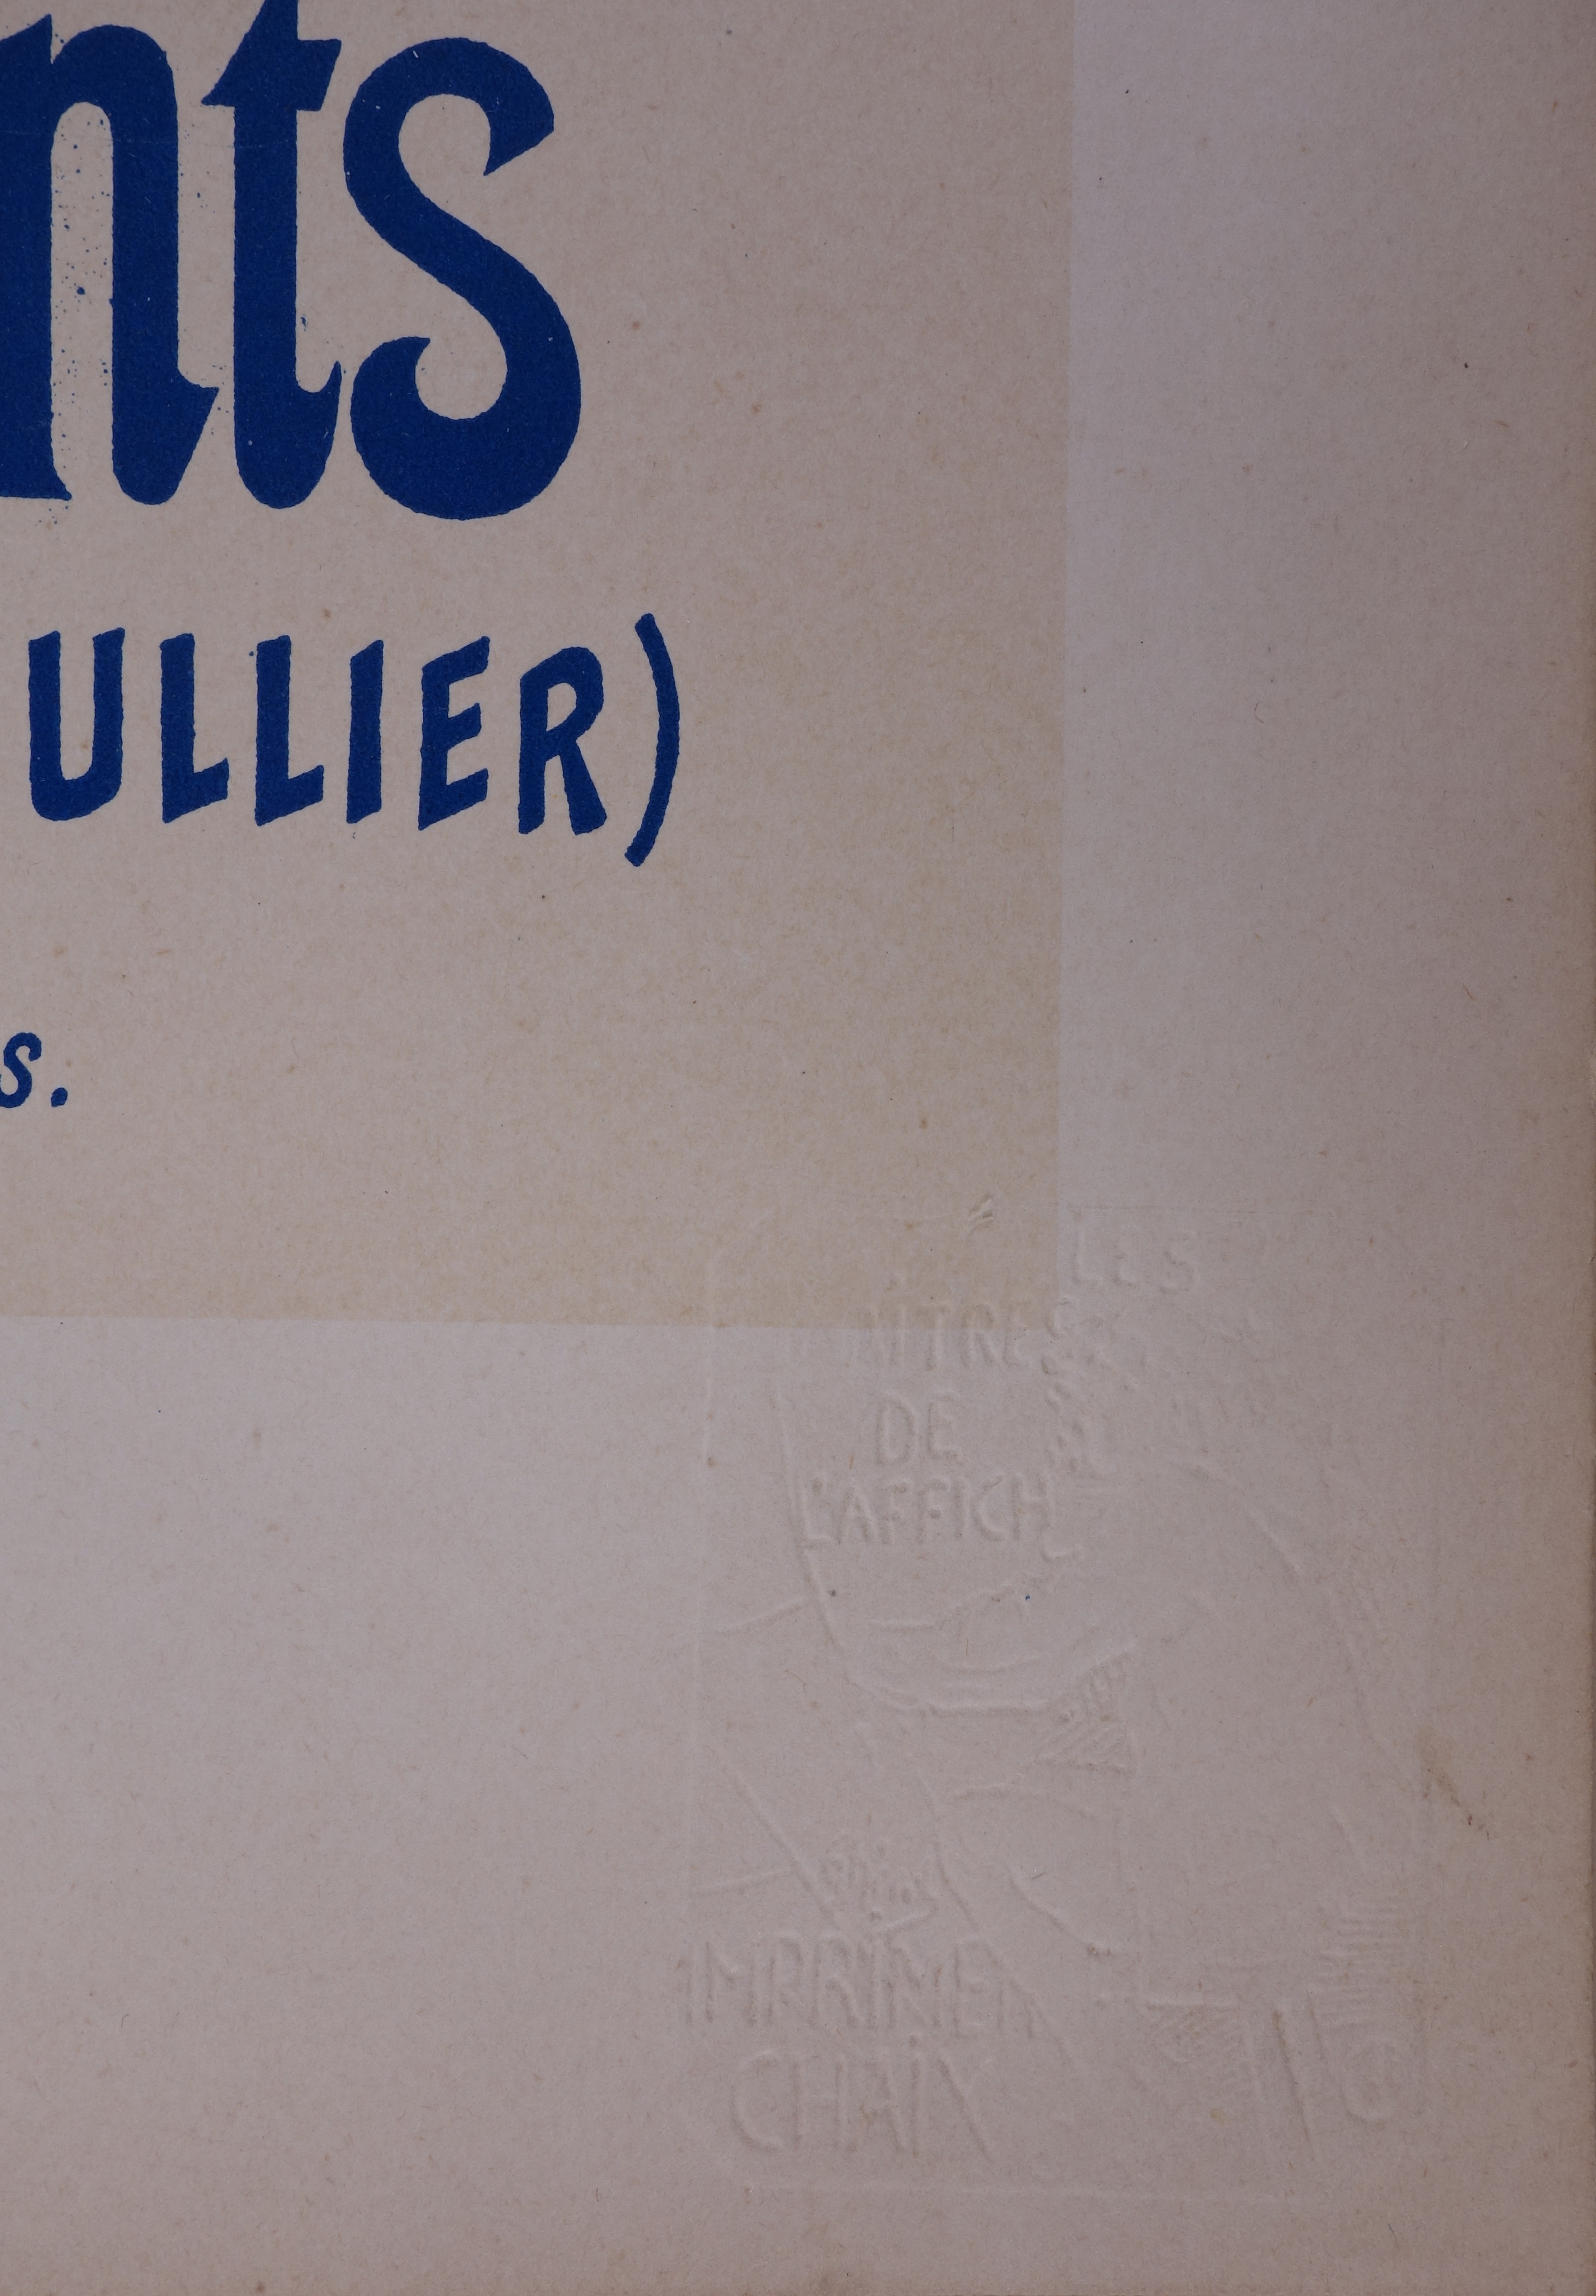 nts
ULLIER)
s.
LES
AITRES
DE
L'AFFICH
IMPRIMER
CHAIX